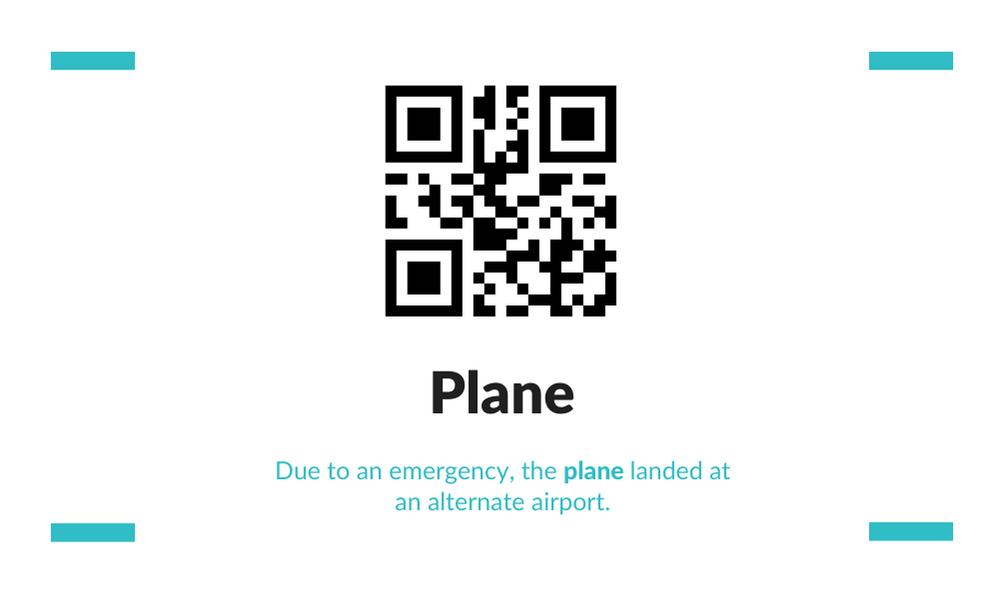 Plane
Due to an emergency, the plane landed at
an alternate airport.